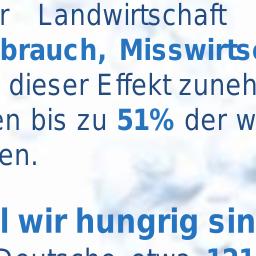 r Landwirtschaft
brauch, Misswirts
dieser Effekt zuneh
en bis zu 51% der w
en.
l wir hungrig sin
Deutsche etwa 121